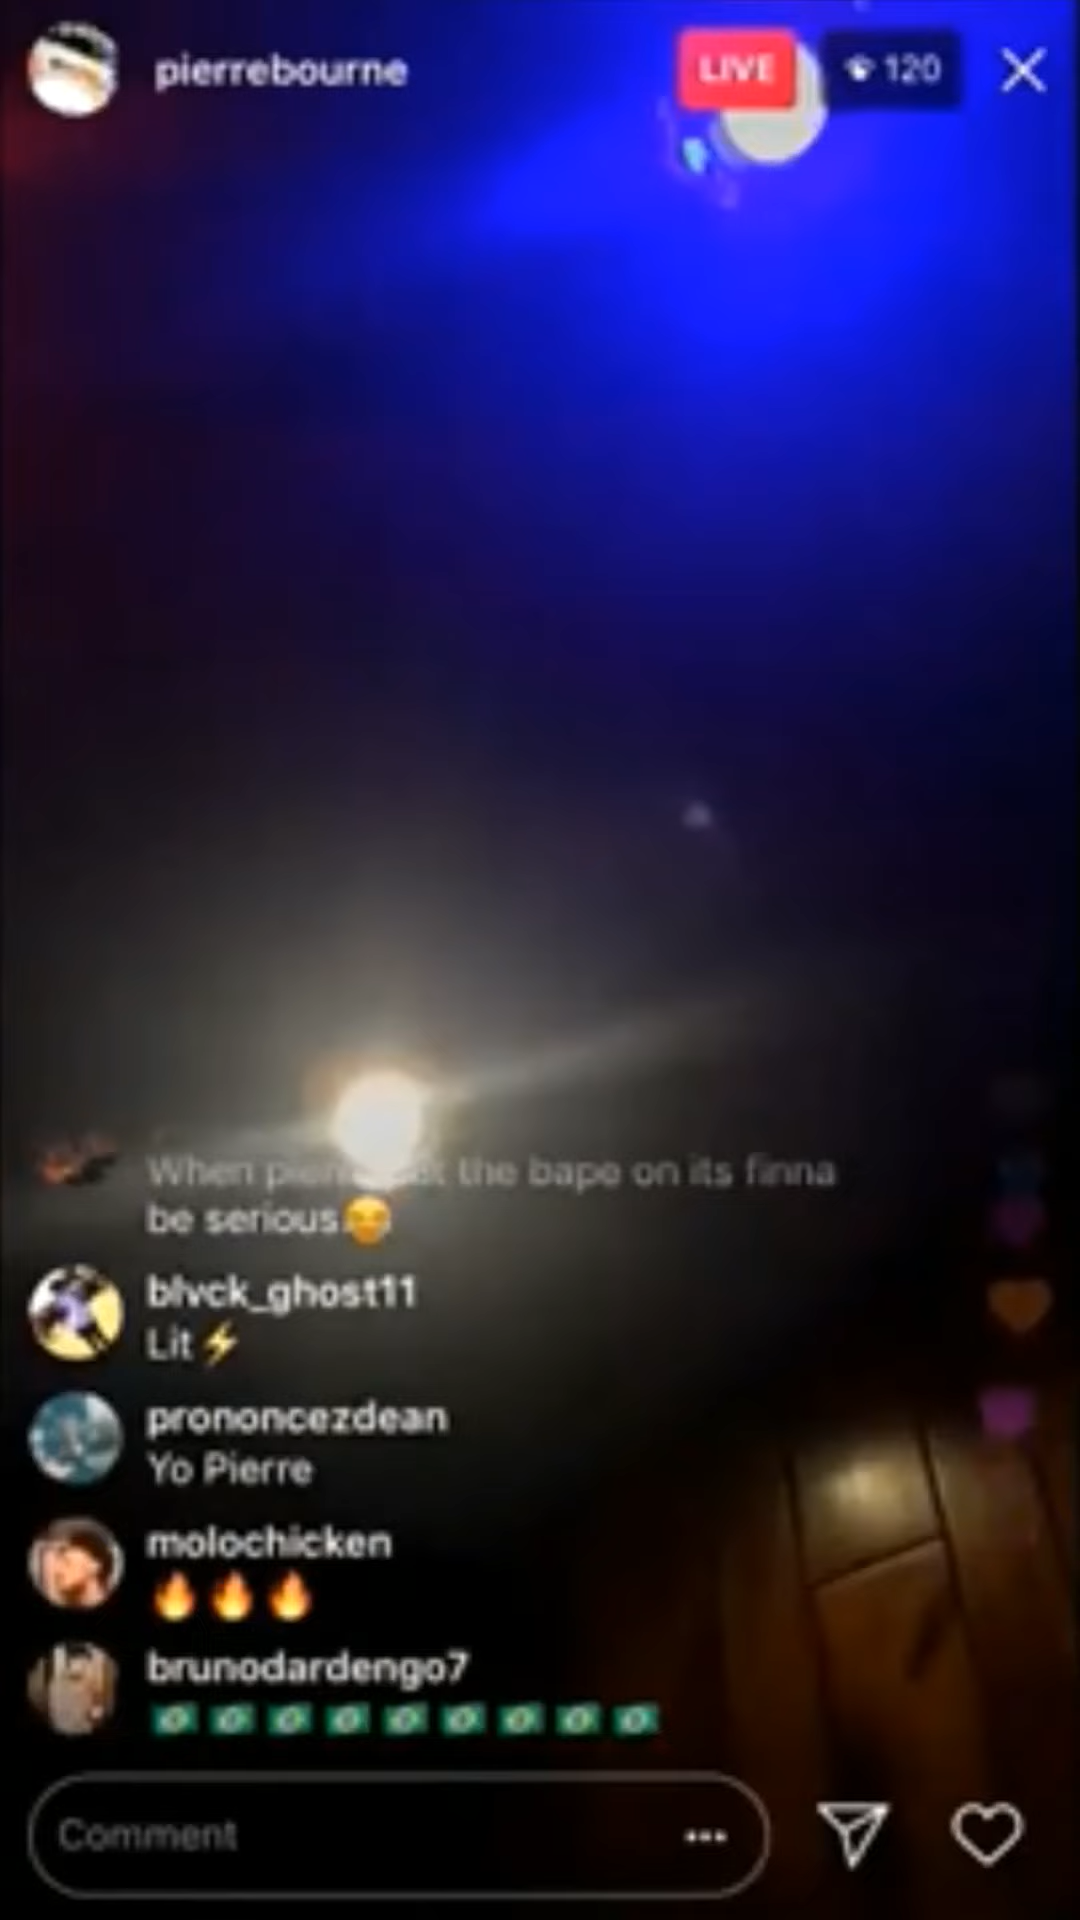 pierrebourne
LIVE
120
When the bape on its finna
be serious😊
blvck_ghost11
Lit⚡
prononcezdean
Yo Pierre
molochicken
🔥🔥🔥
brunodardengo7
Comment